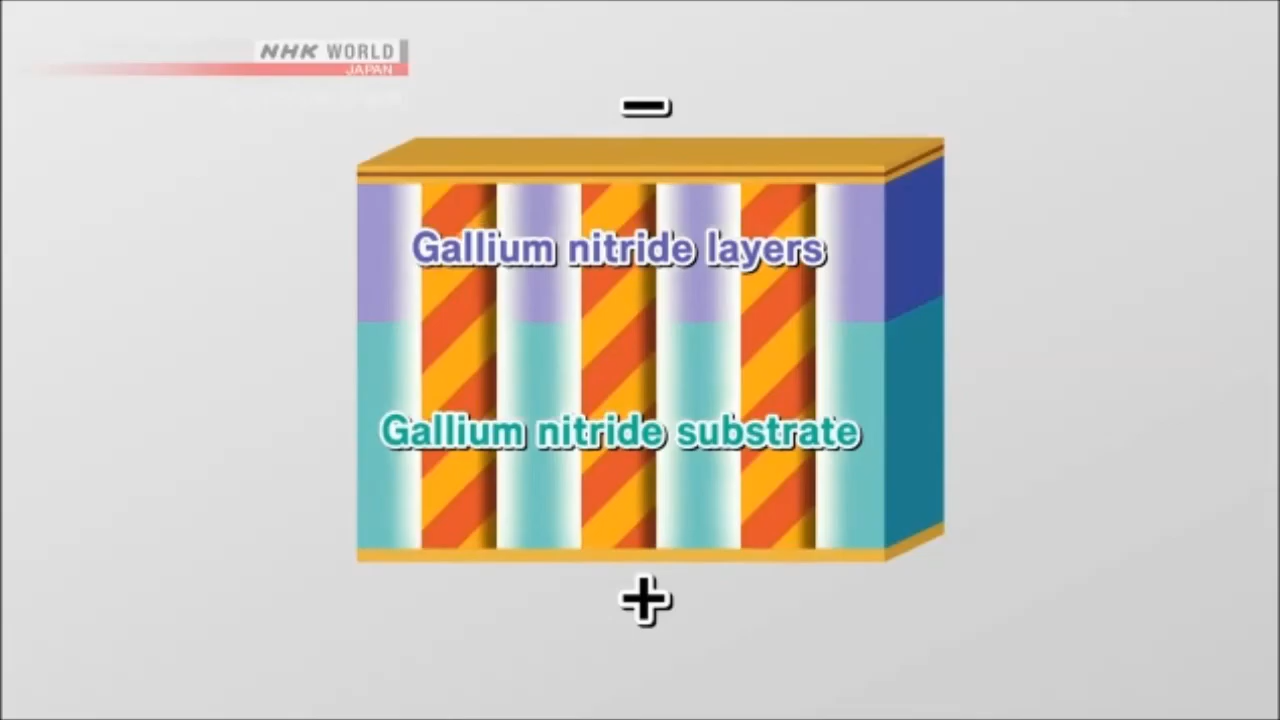 NHK WORLD
JAPAN
−
Gallium nitride layers
Gallium nitride substrate
+